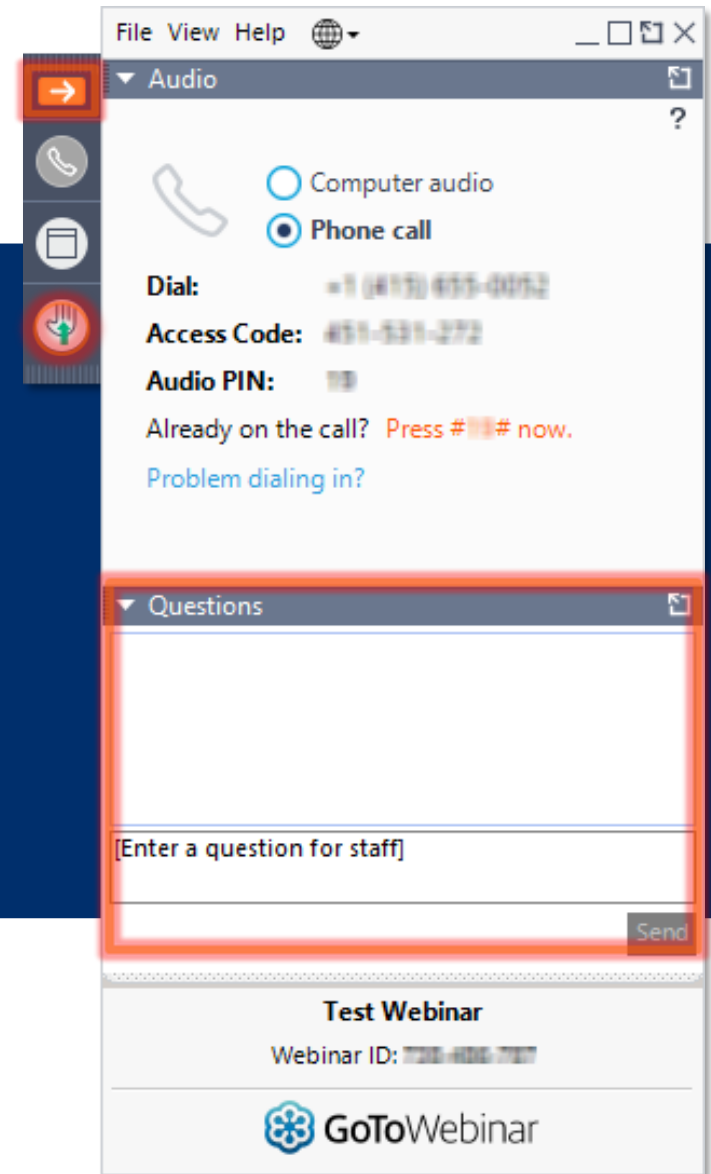 File View Help
Audio
?
Computer audio
Phone call
Dial:
Access Code:
Audio PIN:
Already on the call? Press # # now.
Problem dialing in?
Questions
[Enter a question for staff]
Send
Test Webinar
Webinar ID:
GoToWebinar